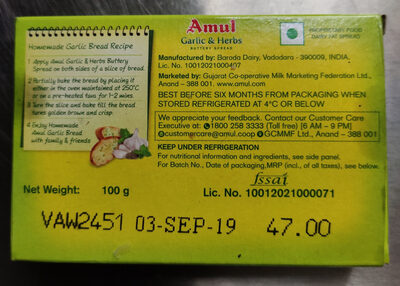 Amul
Garlic & Herbs
BUTTERY SPREAD
PROPRIETARY FOOD
DAIRY FAT SPREAD
Homemade Garlic Bread Recipe
1 Apply Amul Garlic & Herbs Buttery
Spread on both sides of a slice of bread.
2 Partially bake the bread by placing it
either in the oven maintained at 250°C
or on a pre-heated tava for 1-2 mins.
3 Turn the slice and bake till the bread
turns golden brown and crisp.
4 Enjoy Homemade
Amul Garlic Bread
with family & friends
Manufactured by: Baroda Dairy, Vadodara - 390009, INDIA.
Lic. No. 10012021000407
Marketed by: Gujarat Co-operative Milk Marketing Federation Ltd.,
Anand – 388 001. www.amul.com
BEST BEFORE SIX MONTHS FROM PACKAGING WHEN
STORED REFRIGERATED AT 4°C OR BELOW
We appreciate your feedback. Contact our Customer Care
Executive at: 1800 258 3333 (Toll free) [6 AM – 9 PM]
customercare@amul.coop GCMMF Ltd., Anand – 388 001
KEEP UNDER REFRIGERATION
For nutritional information and ingredients, see side panel.
For Batch No., Date of packaging, MRP (incl., of all taxes), see below.
fssai
Net Weight: 100 g
Lic. No. 10012021000071
VAW2451 03-SEP-19 47.00